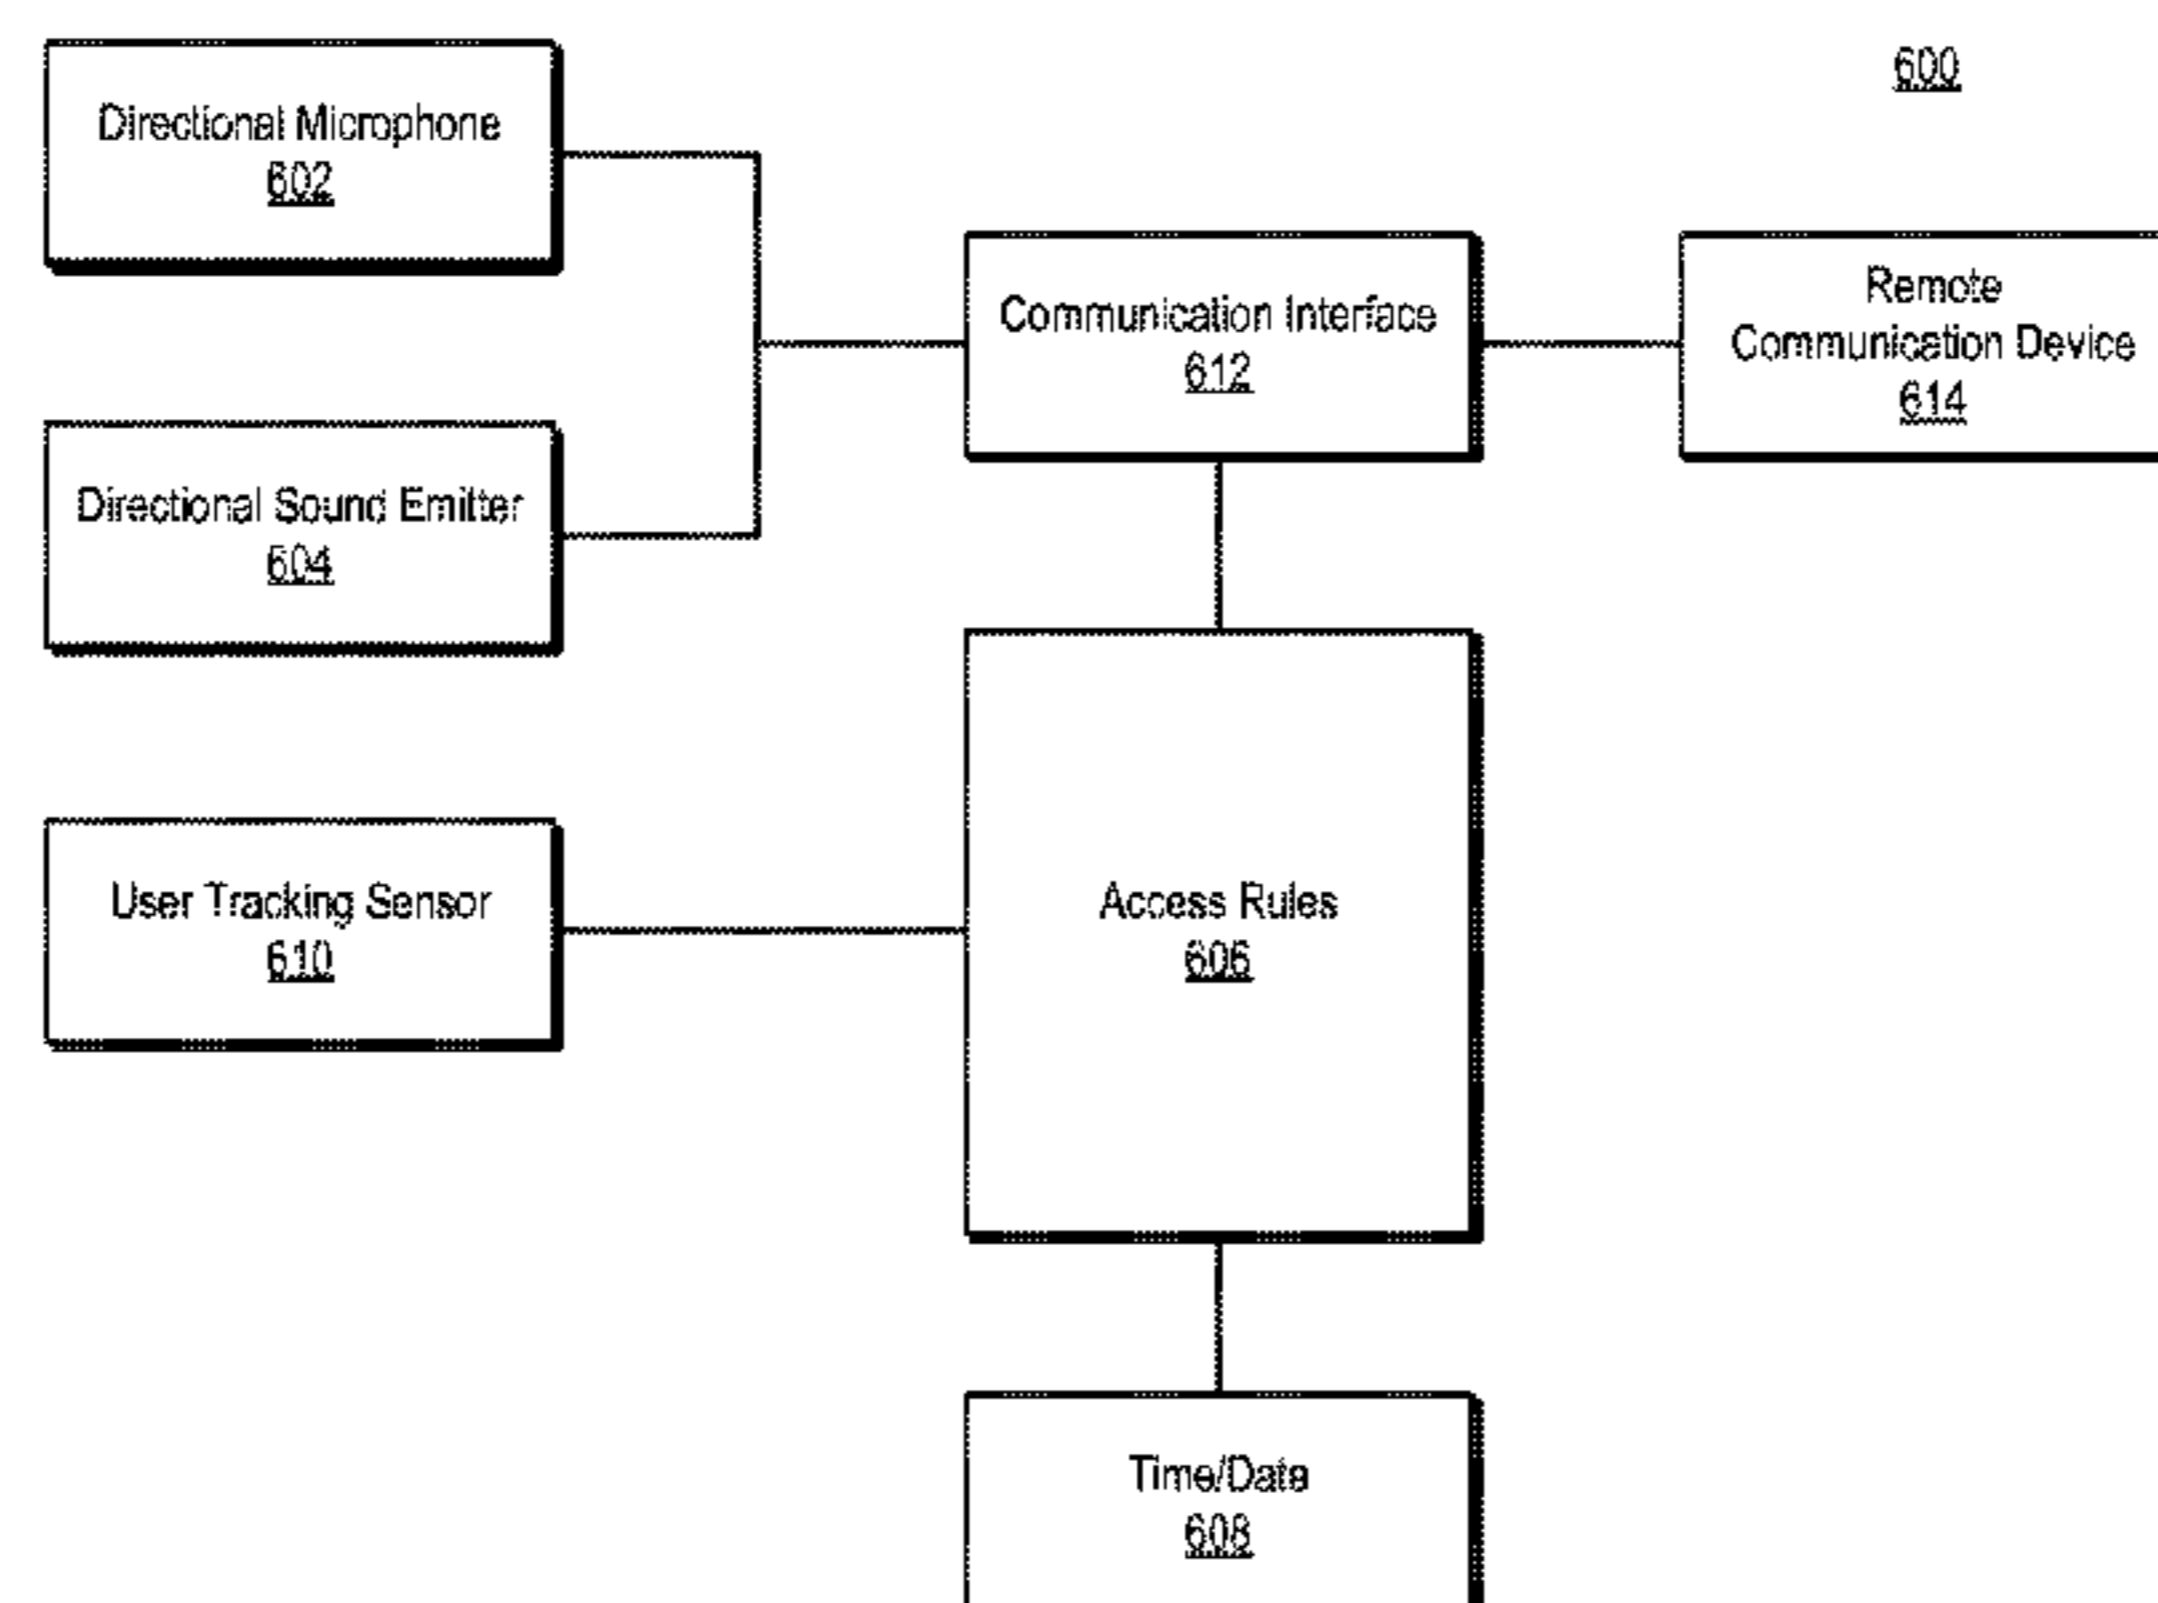 600
Directional Microphone
602
Communication Interface
612
Remote
Communication Device
614
Directional Sound Emitter
604
User Tracking Sensor
610
Access Rules
606
Time/Date
608